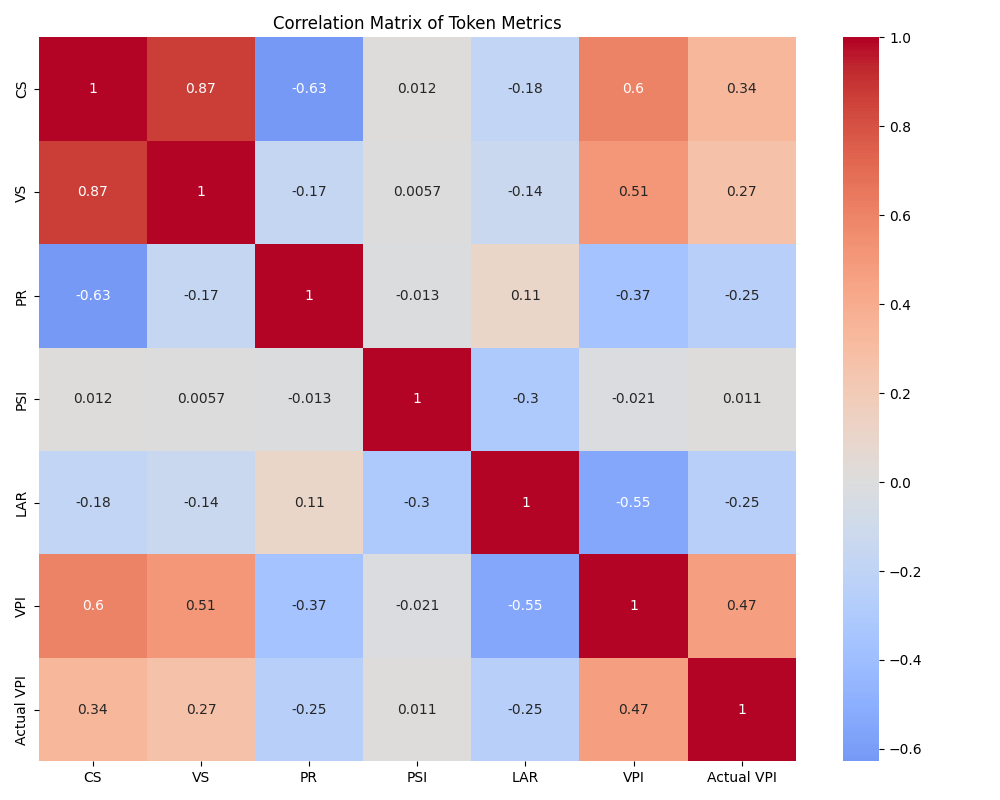 Correlation Matrix of Token Metrics
CS 1 0.87 -0.63 0.012 -0.18 0.6 0.34
VS 0.87 1 -0.17 0.0057 -0.14 0.51 0.27
PR -0.63 -0.17 1 -0.013 0.11 -0.37 -0.25
PSI 0.012 0.0057 -0.013 1 -0.3 -0.021 0.011
LAR -0.18 -0.14 0.11 -0.3 1 -0.55 -0.25
VPI 0.6 0.51 -0.37 -0.021 -0.55 1 0.47
Actual VPI 0.34 0.27 -0.25 0.011 -0.25 0.47 1
CS VS PR PSI LAR VPI Actual VPI
1.0
0.8
0.6
0.4
0.2
0.0
−0.2
−0.4
−0.6